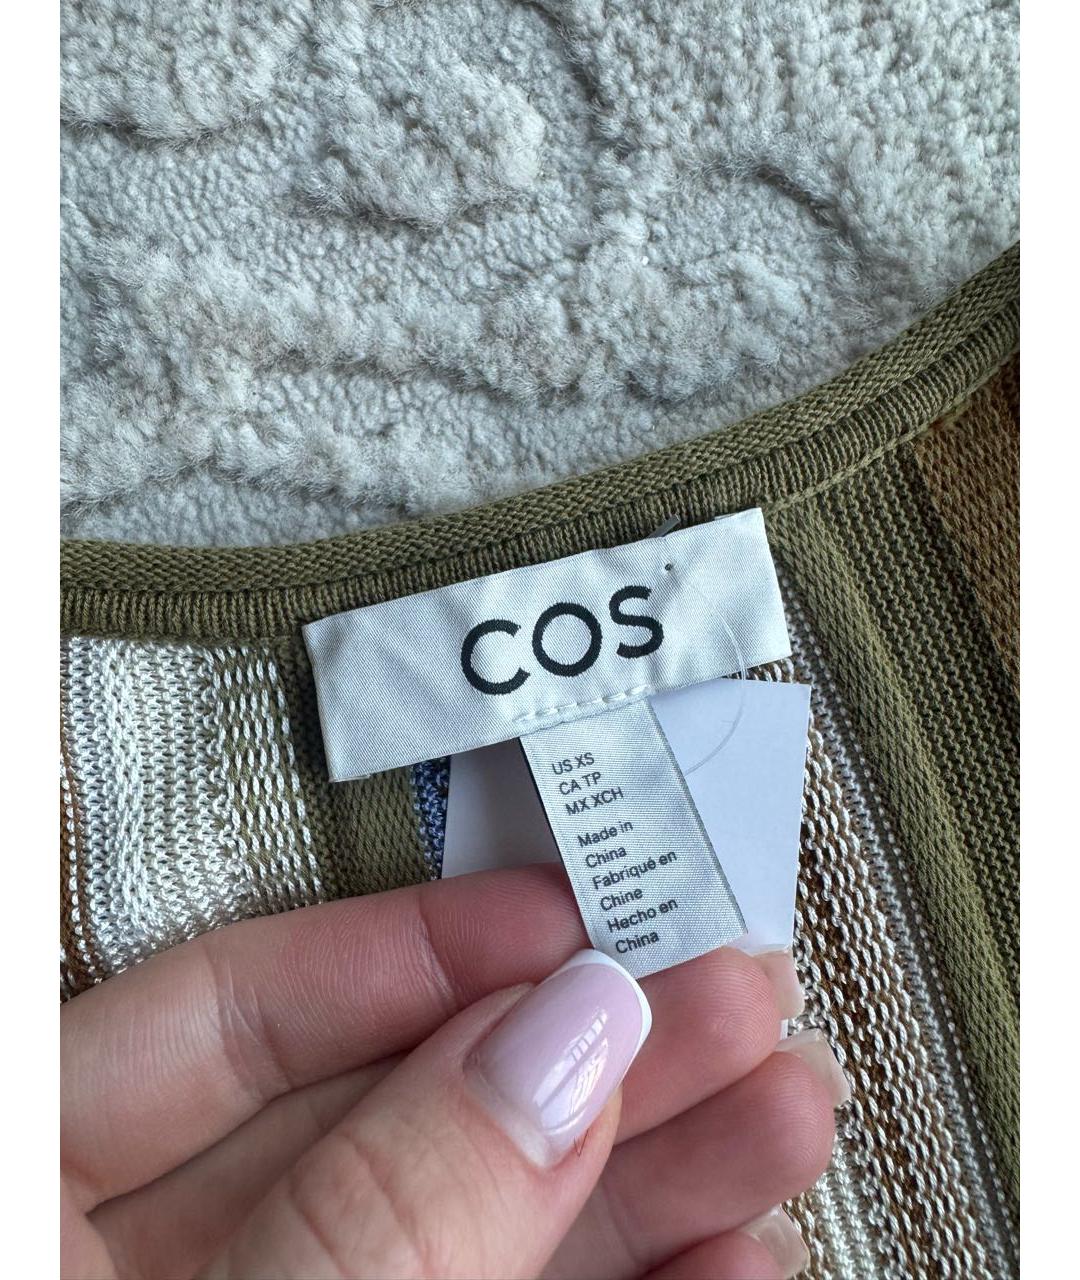 COS
US XS
CA TP
MX XCH
Made in
China
Fabriqué en
Chine
Hecho en
China